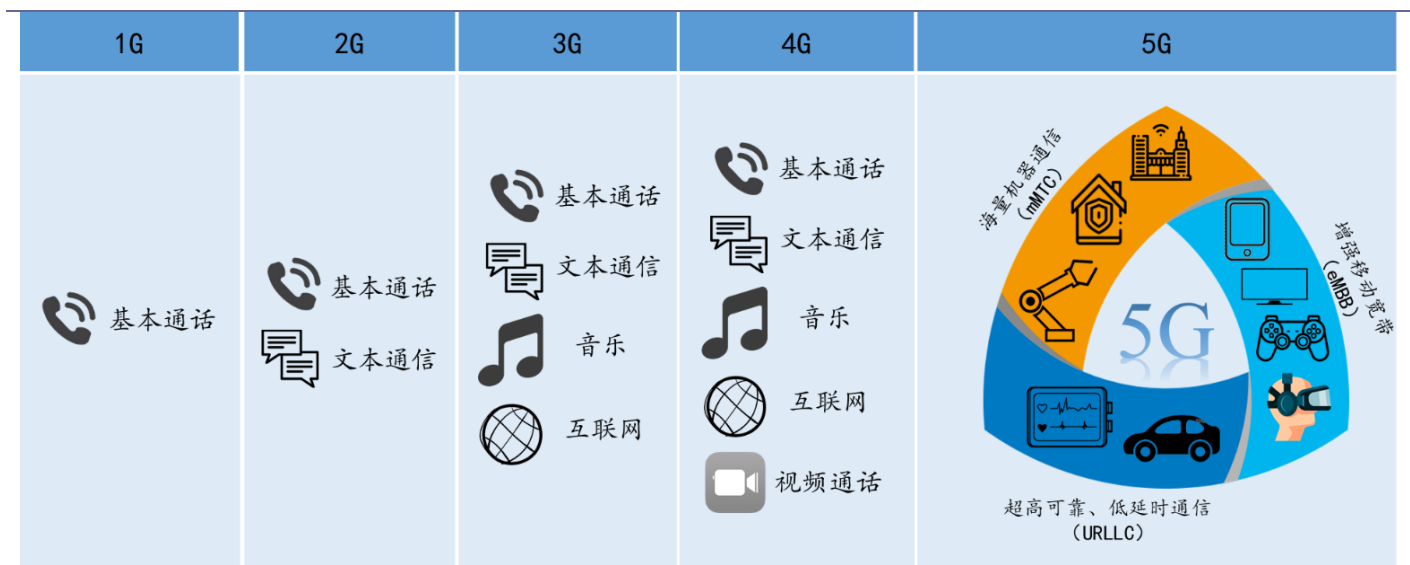 1G
2G
3G
4G
5G
基本通话
基本通话
文本通信
基本通话
文本通信
音乐
互联网
基本通话
文本通信
音乐
互联网
视频通话
海量机器通信
（mMTC）
增强移动宽带
（eMBB）
5G
超高可靠、低延时通信
（URLLC）